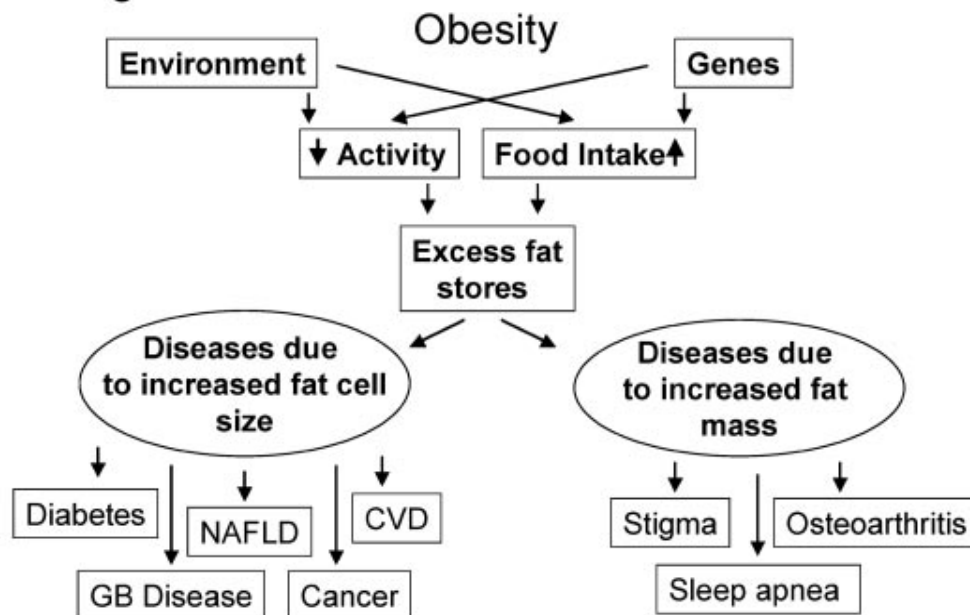 Obesity
Environment
Genes
↓ Activity
Food Intake↑
Excess fat
stores
Diseases due
to increased fat cell
size
Diseases due
to increased fat
mass
Diabetes
NAFLD
CVD
GB Disease
Cancer
Stigma
Osteoarthritis
Sleep apnea